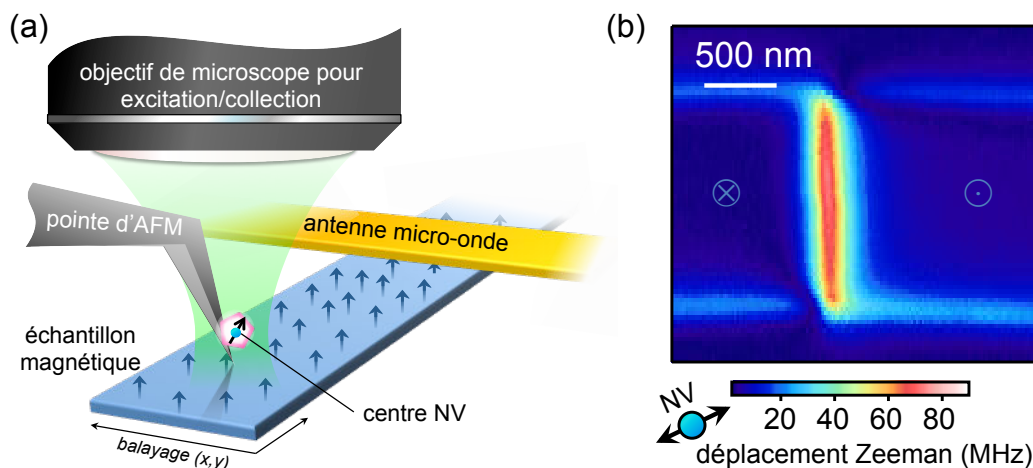 (a)
objectif de microscope pour
excitation/collection
pointe d'AFM
antenne micro-onde
échantillon
magnétique
centre NV
balayage (x,y)
(b)
500 nm
NV
20 40 60 80
déplacement Zeeman (MHz)